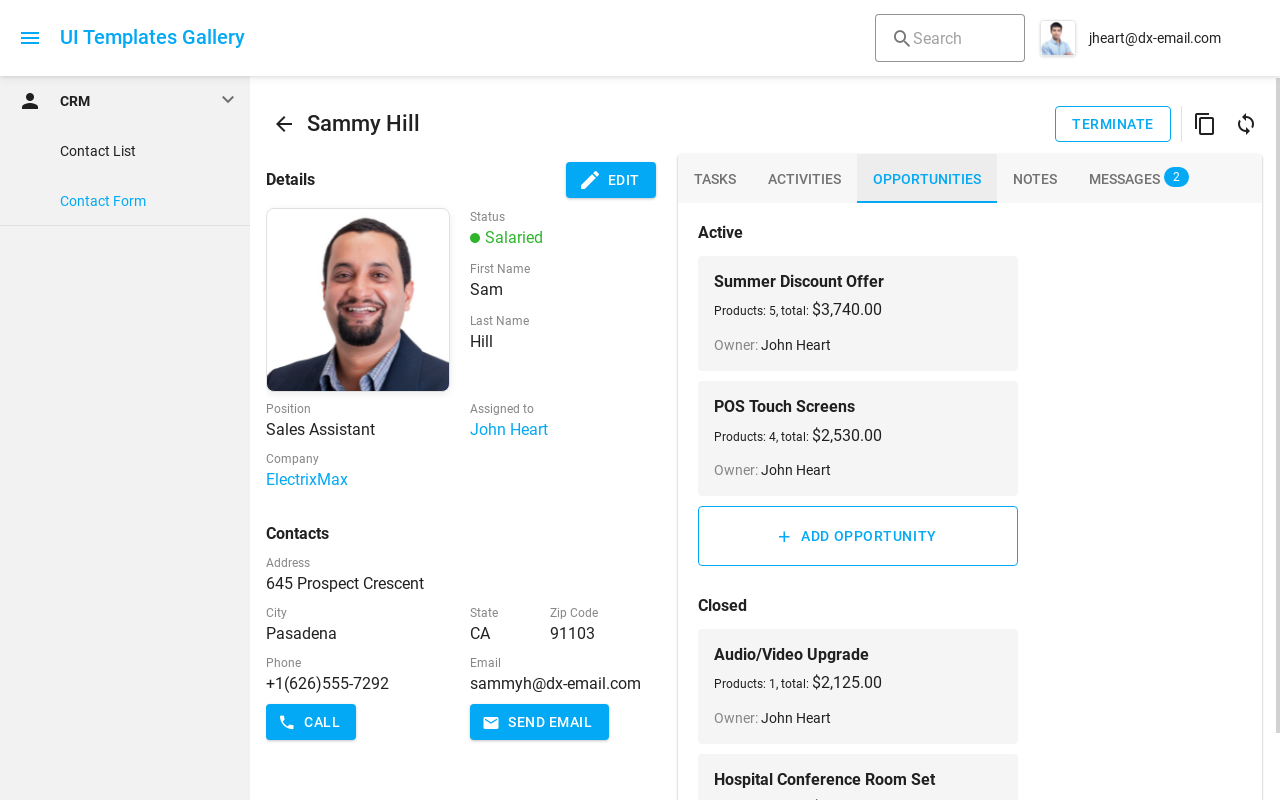 UI Templates Gallery
Search
jheart@dx-email.com
CRM
Contact List
Contact Form
Sammy Hill
TERMINATE
Details
EDIT
Status
Salaried
First Name
Sam
Last Name
Hill
Position
Sales Assistant
Assigned to
John Heart
Company
ElectrixMax
Contacts
Address
645 Prospect Crescent
City
Pasadena
State
CA
Zip Code
91103
Phone
+1(626)555-7292
Email
sammyh@dx-email.com
CALL
SEND EMAIL
TASKS
ACTIVITIES
OPPORTUNITIES
NOTES
MESSAGES 2
Active
Summer Discount Offer
Products: 5, total: $3,740.00
Owner: John Heart
POS Touch Screens
Products: 4, total: $2,530.00
Owner: John Heart
ADD OPPORTUNITY
Closed
Audio/Video Upgrade
Products: 1, total: $2,125.00
Owner: John Heart
Hospital Conference Room Set